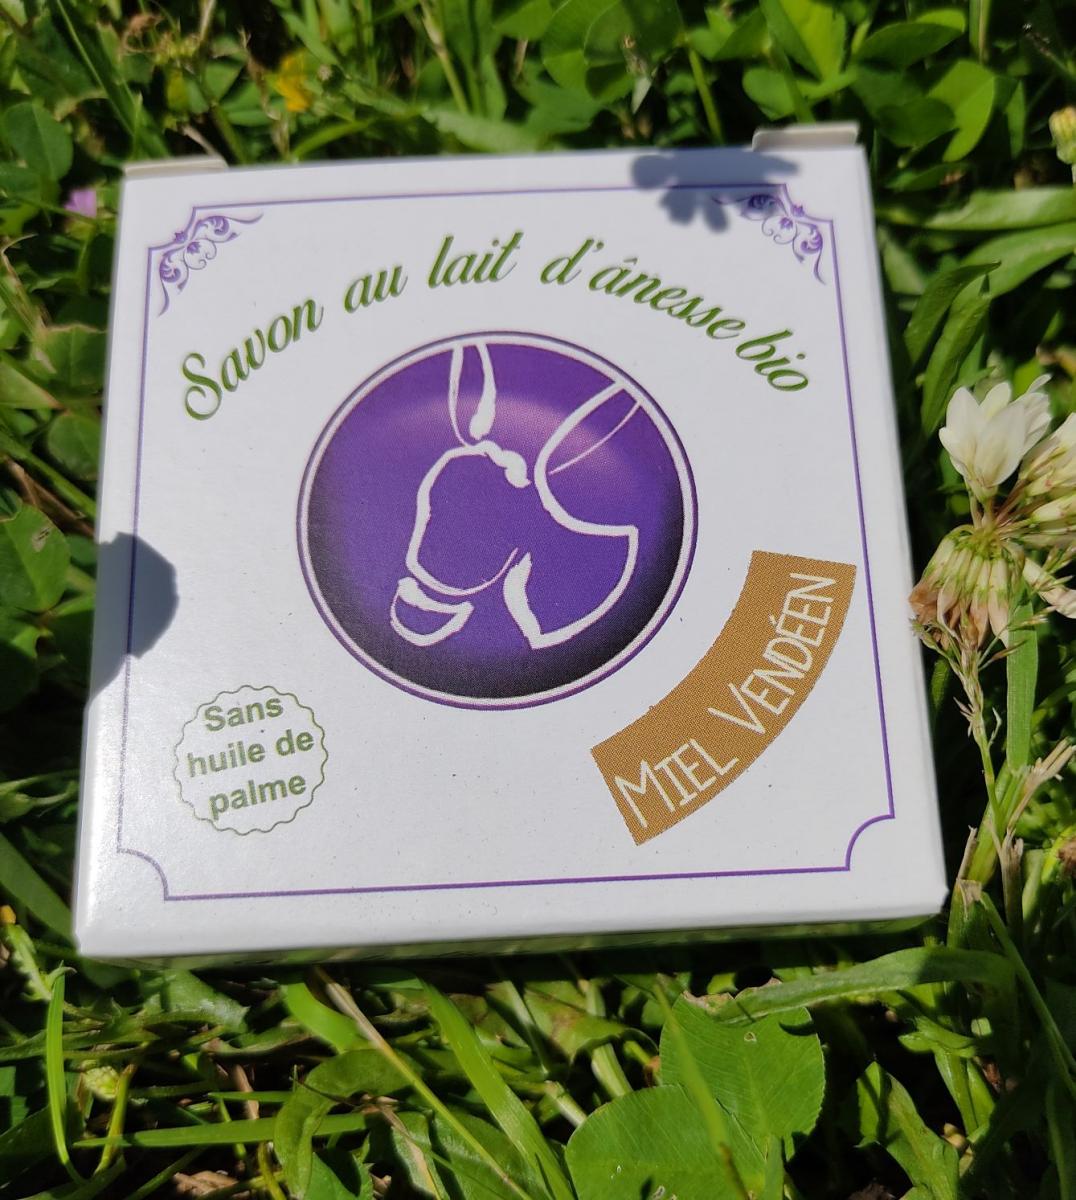 Savon au lait d'ânesse bio
Sans
huile de
palme
MIEL VENDÉEN